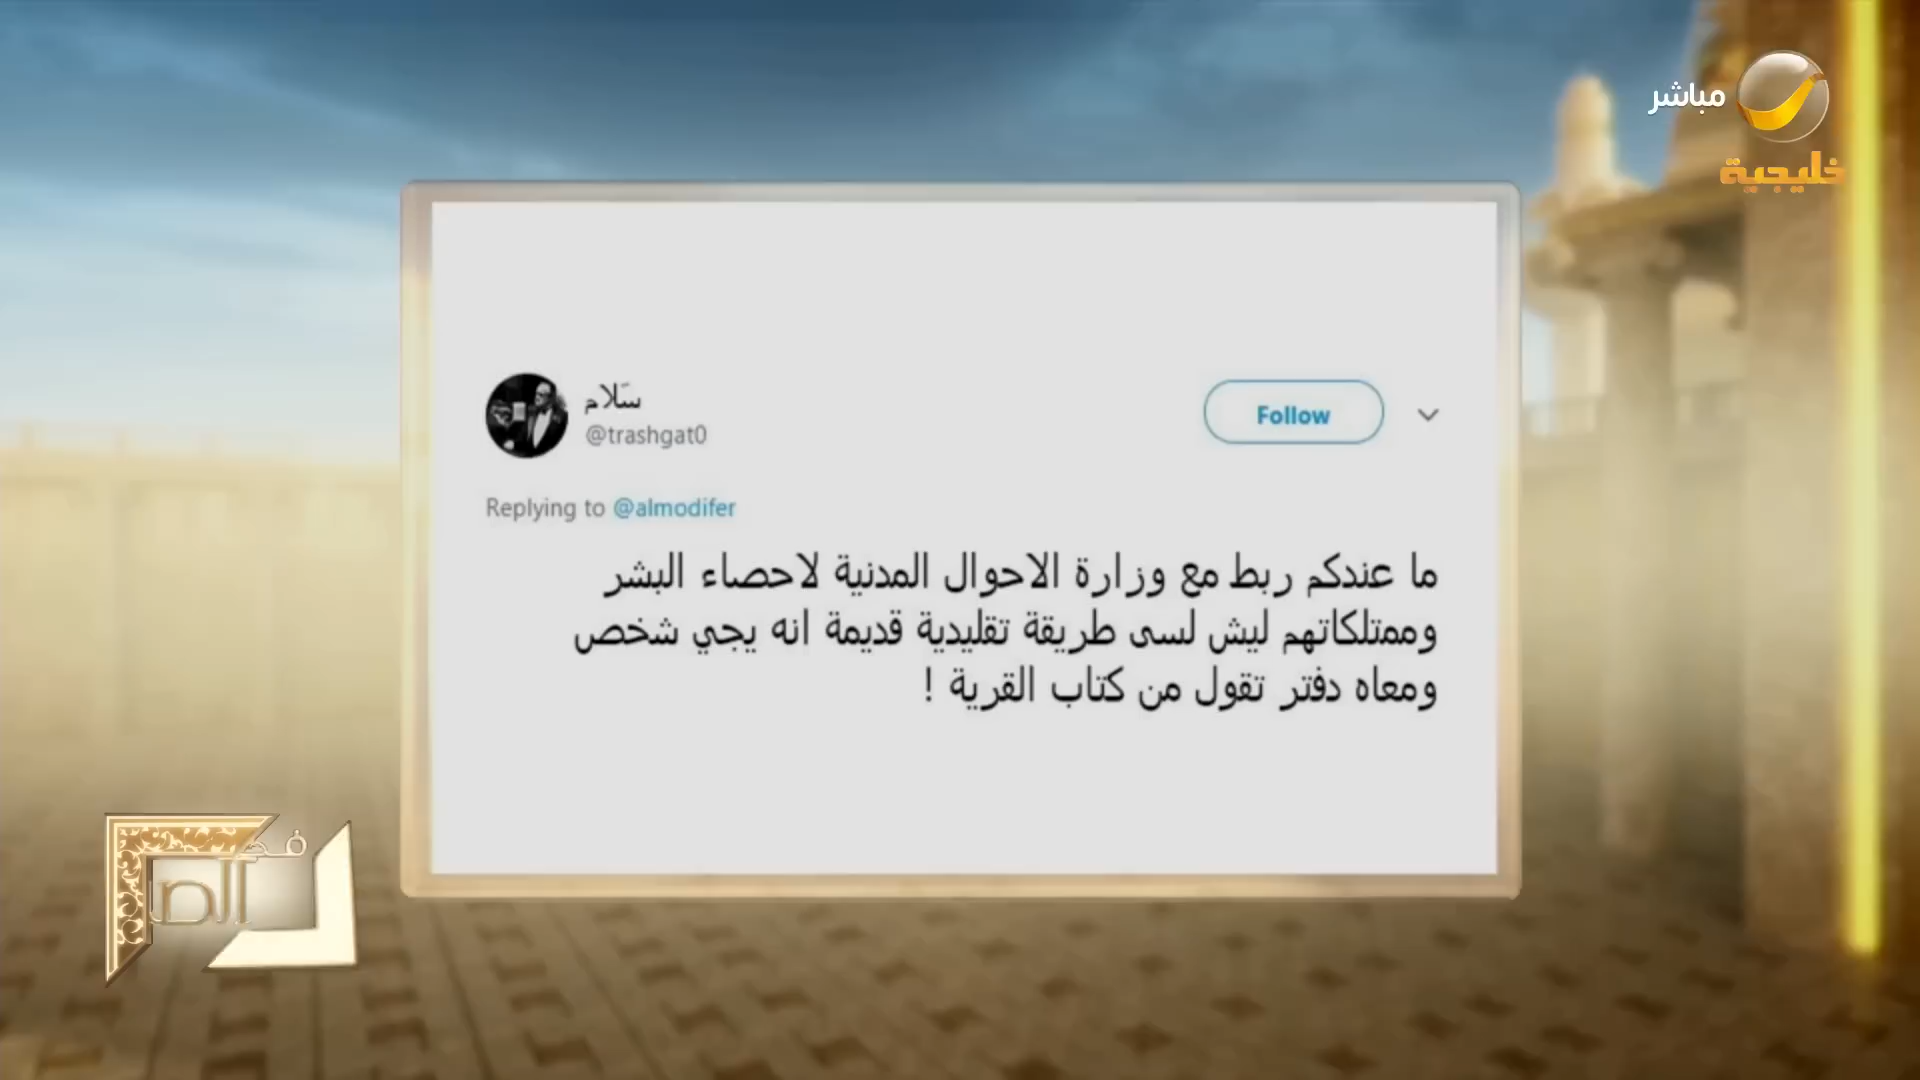 مباشر
خليجية
سَلام
@trashgat0
Follow
Replying to @almodifer
ما عندكم ربط مع وزارة الاحوال المدنية لاحصاء البشر
وممتلكاتهم ليش لسى طريقة تقليدية قديمة انه يجي شخص
ومعاه دفتر تقول من كتاب القرية !